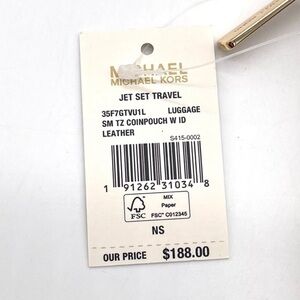 MICHAEL
MICHAEL KORS
JET SET TRAVEL
35F7GTVU1L LUGGAGE
SM TZ COINPOUCH W ID
LEATHER
S415-0002
1 91262 31034 8
FSC
MIX
Paper
FSC® C012345
NS
OUR PRICE $188.00